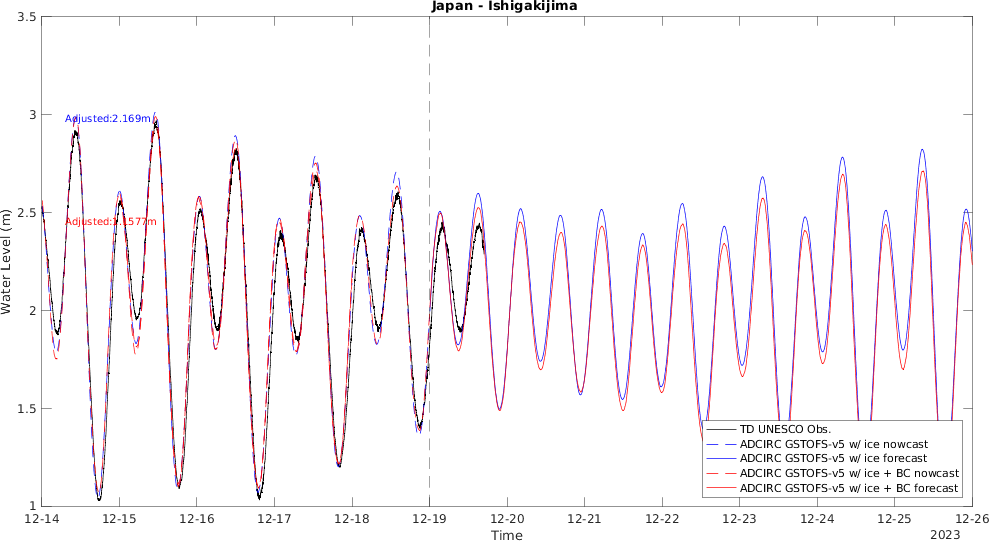 Japan - Ishigakijima
3.5
3
2.5
2
1.5
1
Water Level (m)
Adjusted:2.169m
TD UNESCO Obs.
ADCIRC GSTOFS-v5 w/ ice nowcast
ADCIRC GSTOFS-v5 w/ ice forecast
ADCIRC GSTOFS-v5 w/ ice + BC nowcast
ADCIRC GSTOFS-v5 w/ ice + BC forecast
12-14
12-15
12-16
12-17
12-18
12-19
12-20
12-21
12-22
12-23
12-24
12-25
12-26
Time
2023